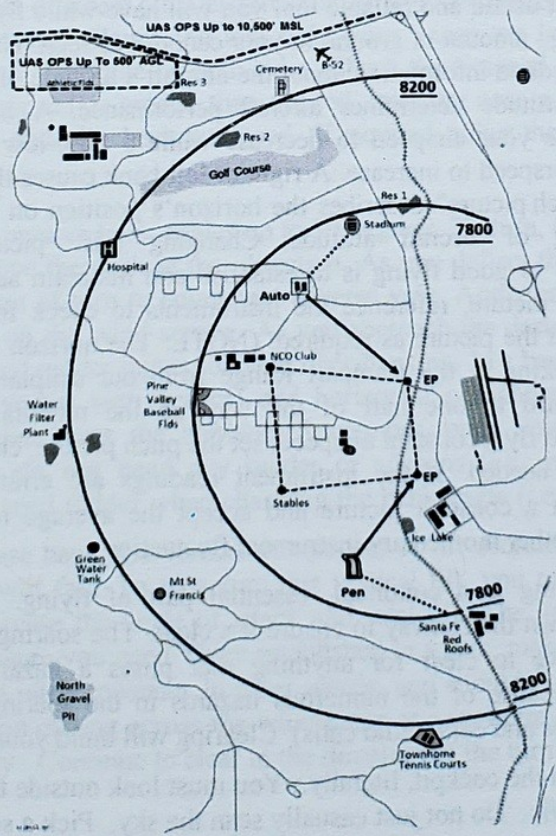 UAS OPS Up to 10,500' MSL
UAS OPS Up To 500' AGL
Athletic Flds
Res 3
Cemetery
B-52
8200
Res 2
Golf Course
Res 1
7800
Stadium
H
Hospital
Auto
NCO Club
EP
Pine
Valley
Baseball
Flds
Water
Filter
Plant
EP
Stables
Ice Lake
Green
Water
Tank
Mt St
Francis
Pen
7800
Santa Fe
Red
Roofs
North
Gravel
Pit
8200
Townhome
Tennis Courts